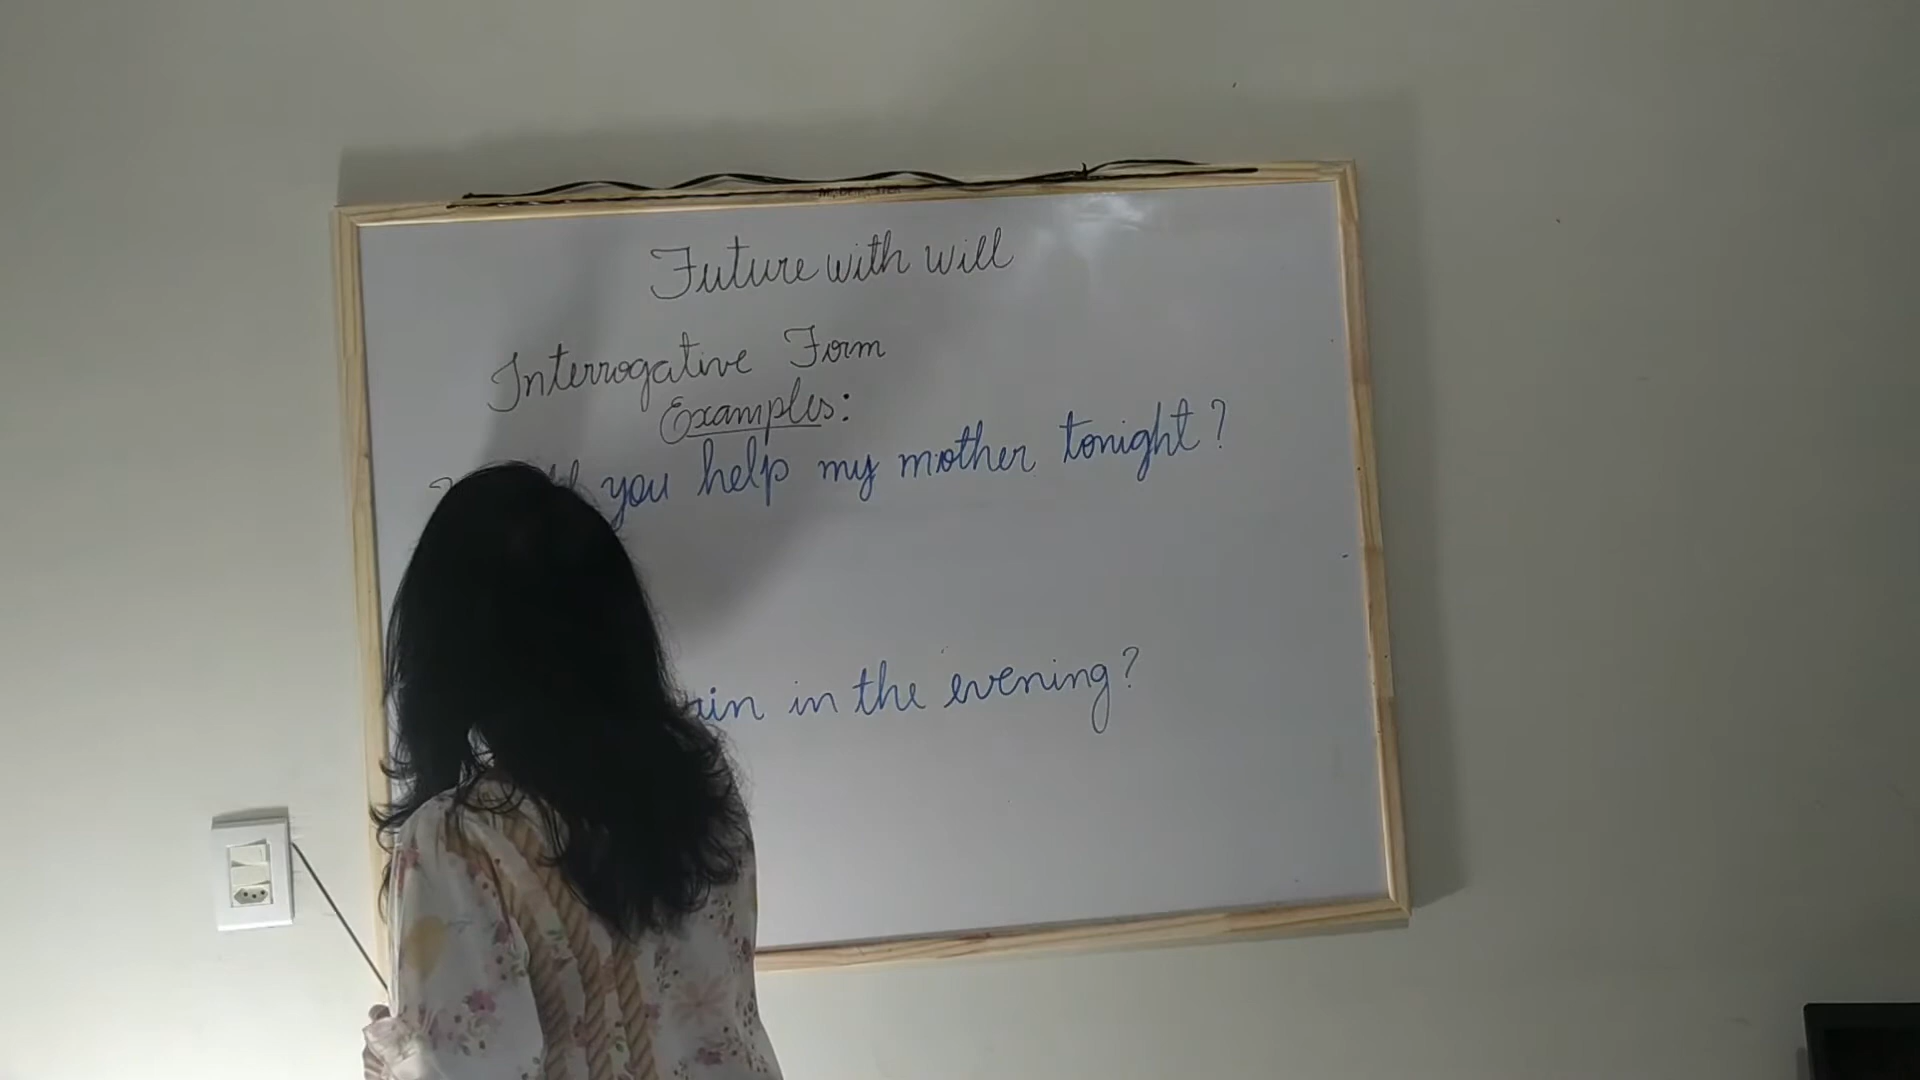 Future with will
Interrogative Form
Examples:
you help my mother tonight?
in the evening?